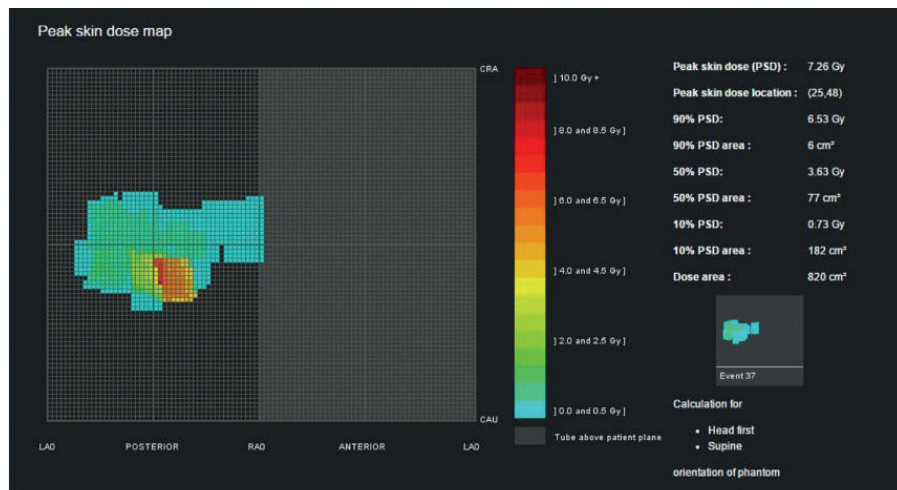 Peak skin dose map
CRA
CAU
LAO POSTERIOR RAO ANTERIOR LAO
] 10.0 Gy +
] 8.0 and 8.5 Gy ]
] 6.0 and 6.5 Gy ]
] 4.0 and 4.5 Gy ]
] 2.0 and 2.5 Gy ]
] 0.0 and 0.5 Gy ]
Tube above patient plane
Peak skin dose (PSD) : 7.26 Gy
Peak skin dose location : (25,48)
90% PSD: 6.53 Gy
90% PSD area : 6 cm²
50% PSD: 3.63 Gy
50% PSD area : 77 cm²
10% PSD: 0.73 Gy
10% PSD area : 182 cm²
Dose area : 820 cm²
Event 37
Calculation for
• Head first
• Supine
orientation of phantom